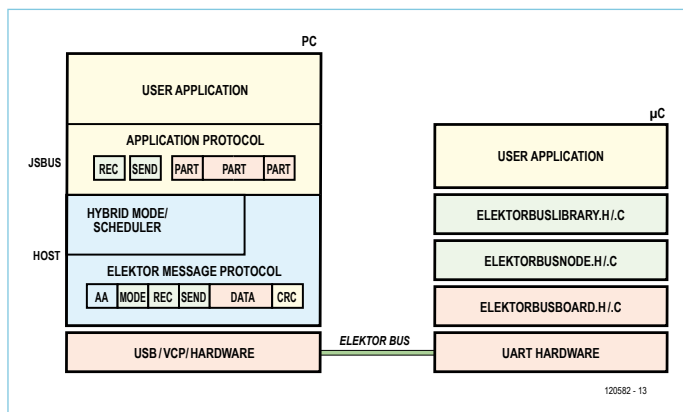 PC
USER APPLICATION
APPLICATION PROTOCOL
JSBUS
REC SEND PART PART PART
HYBRID MODE/
SCHEDULER
HOST
ELEKTOR MESSAGE PROTOCOL
AA MODE REC SEND DATA CRC
USB/VCP/HARDWARE
ELEKTOR BUS
µC
USER APPLICATION
ELEKTORBUSLIBRARY.H/.C
ELEKTORBUSNODE.H/.C
ELEKTORBUSBOARD.H/.C
UART HARDWARE
120582 - 13